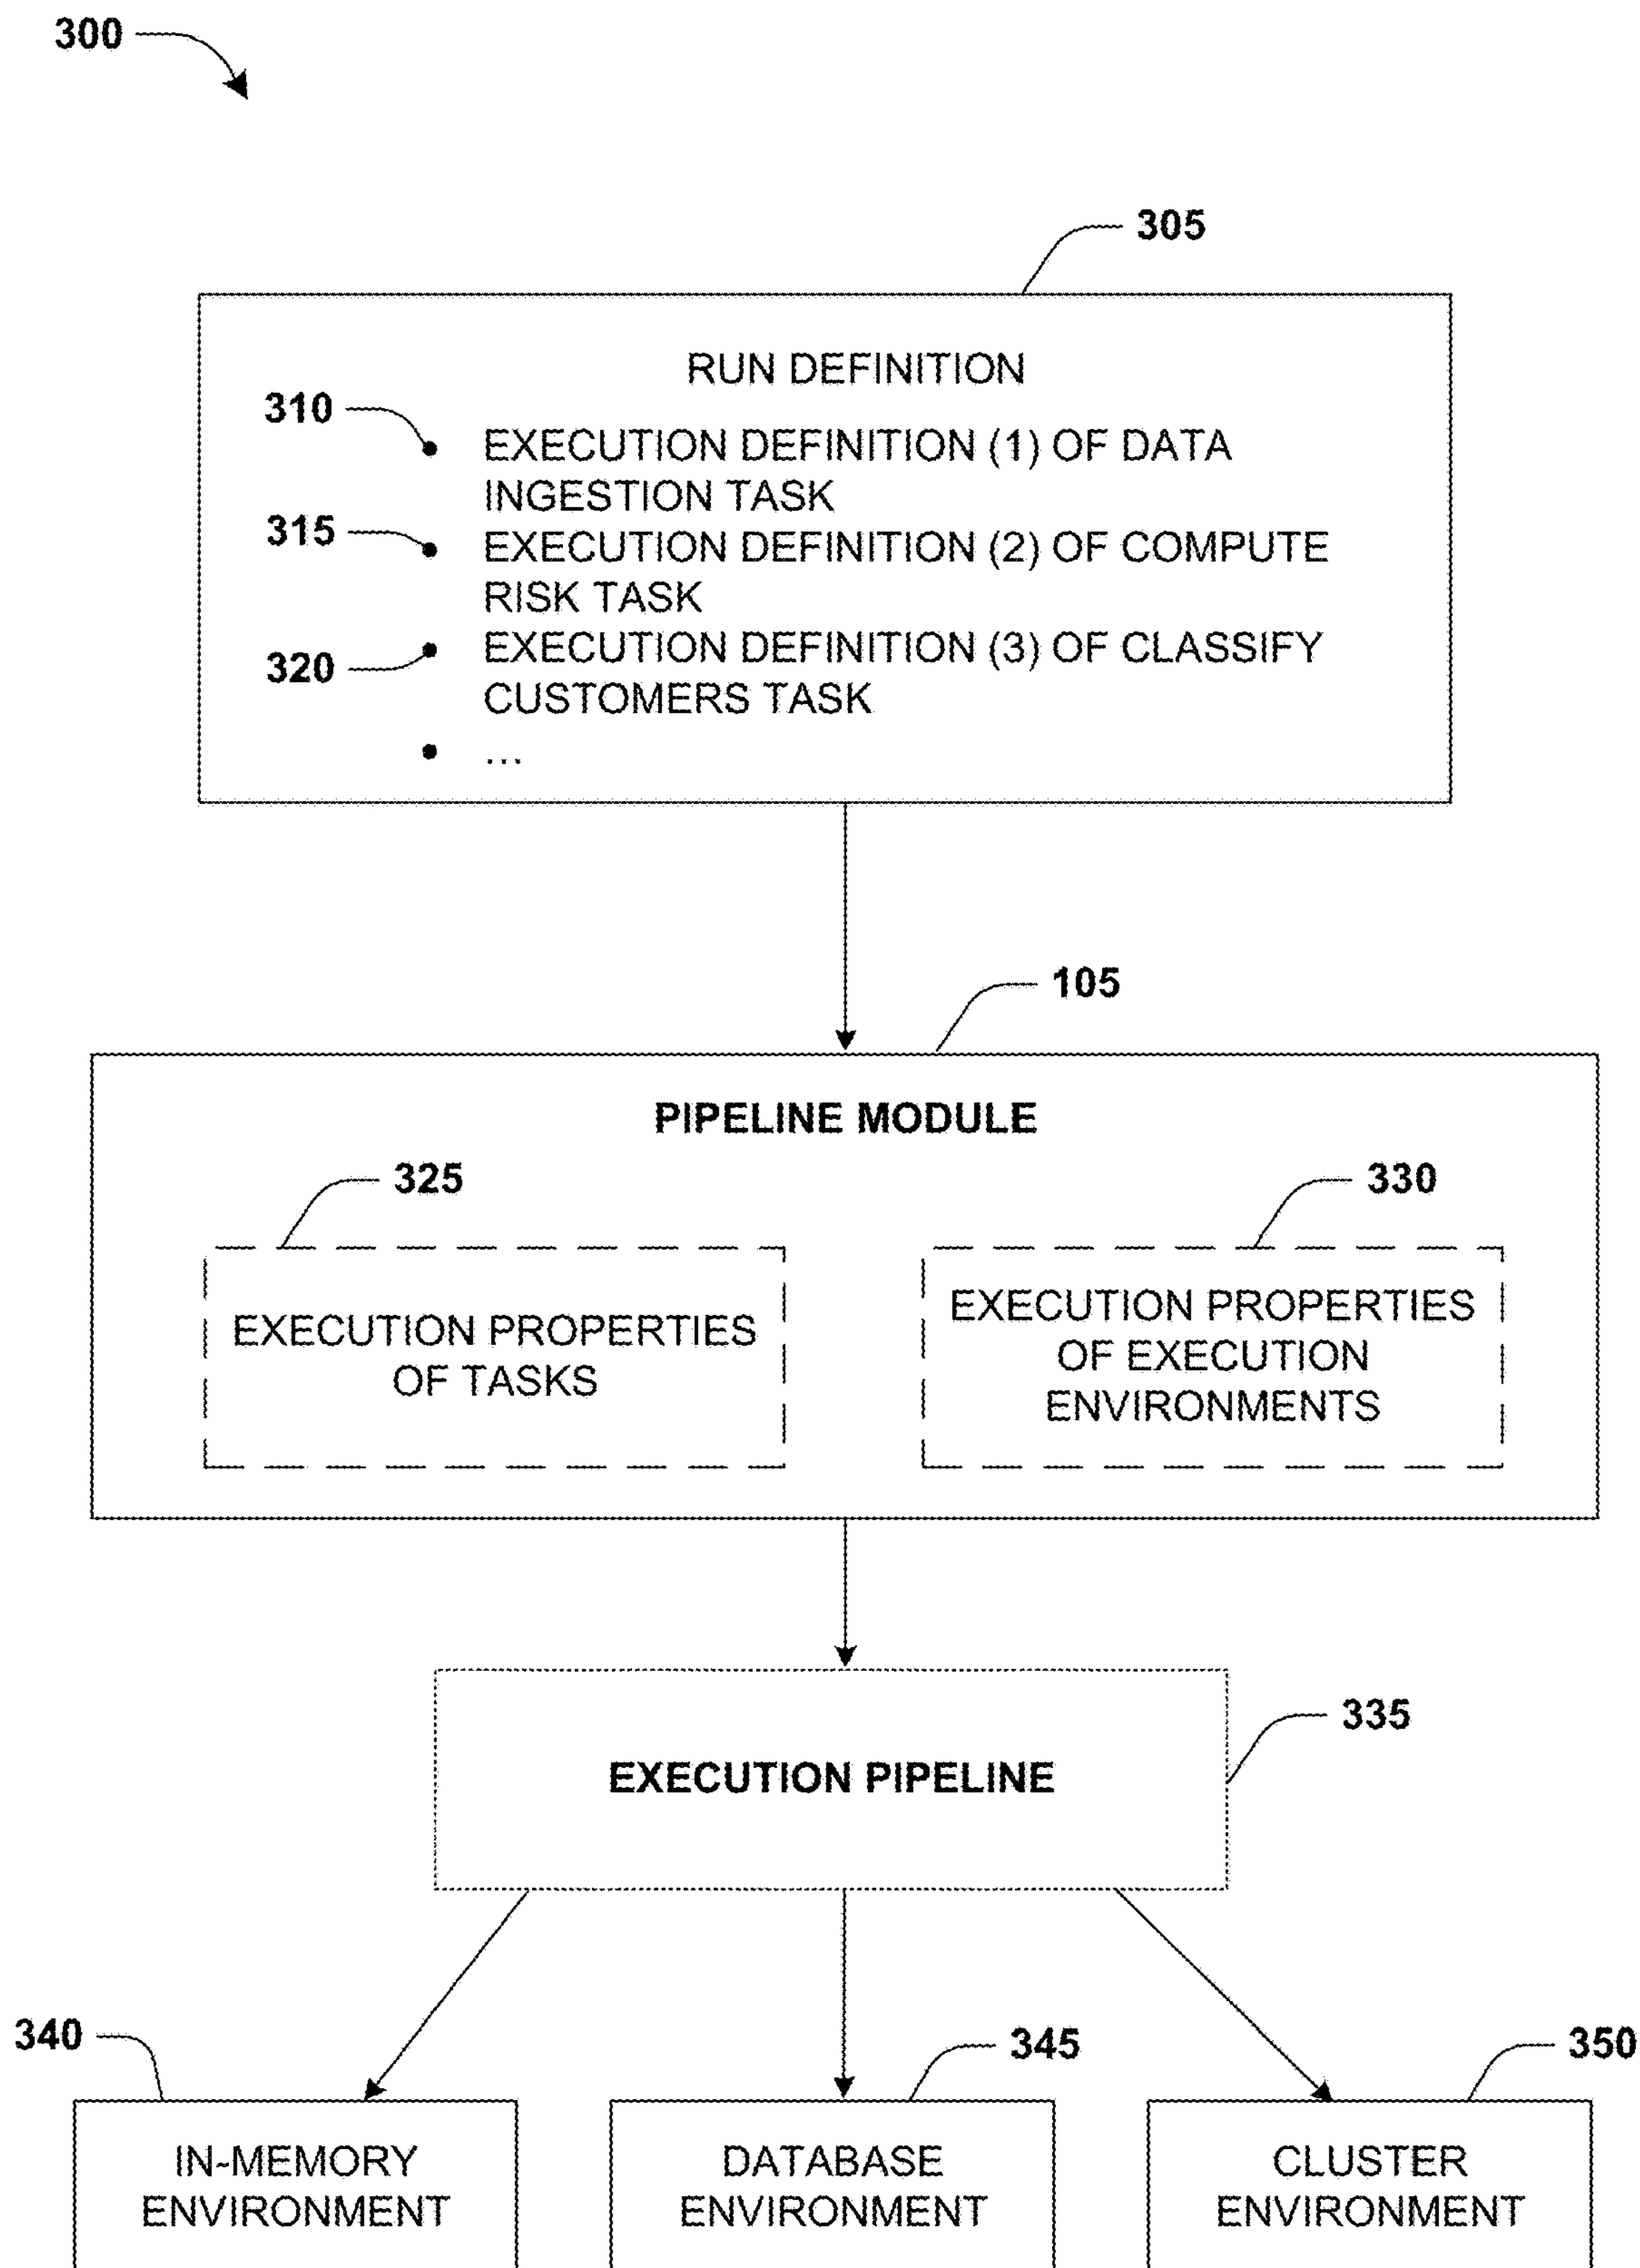 300
305
RUN DEFINITION
310
• EXECUTION DEFINITION (1) OF DATA
INGESTION TASK
315
• EXECUTION DEFINITION (2) OF COMPUTE
RISK TASK
320
• EXECUTION DEFINITION (3) OF CLASSIFY
CUSTOMERS TASK
• ...
105
PIPELINE MODULE
325
330
EXECUTION PROPERTIES
OF TASKS
EXECUTION PROPERTIES
OF EXECUTION
ENVIRONMENTS
335
EXECUTION PIPELINE
340
345
350
IN-MEMORY
ENVIRONMENT
DATABASE
ENVIRONMENT
CLUSTER
ENVIRONMENT